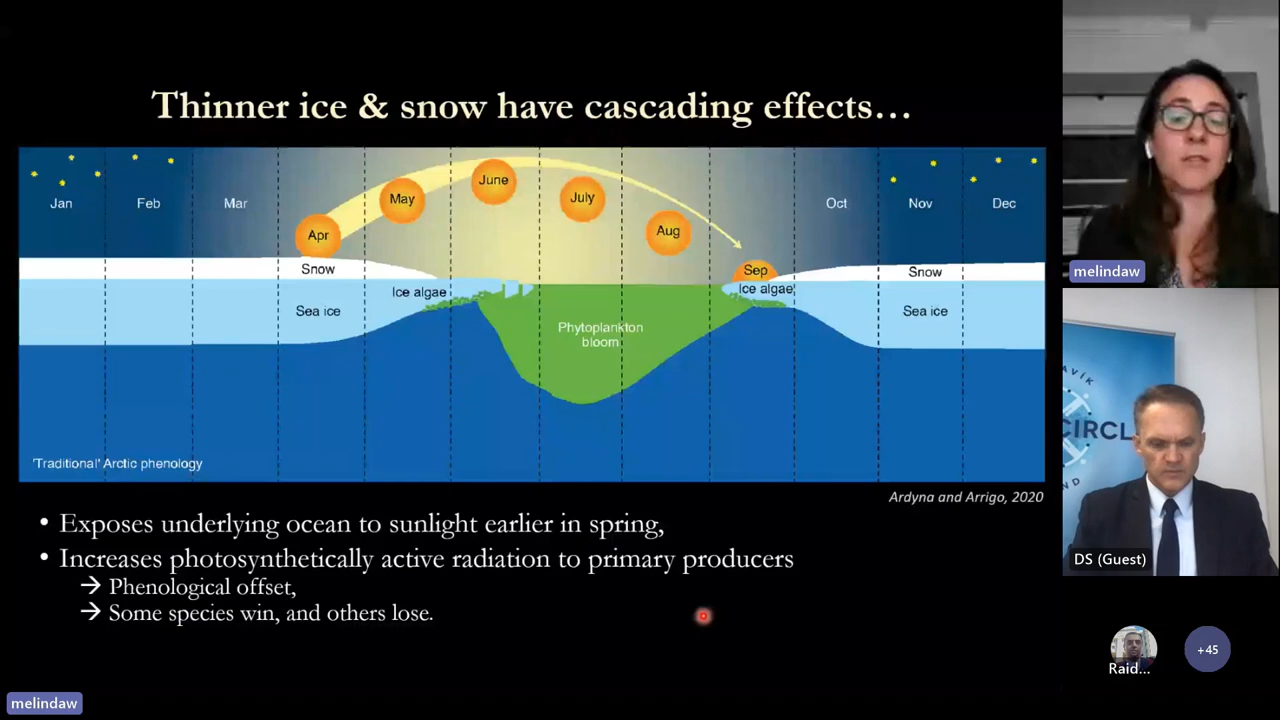 Thinner ice & snow have cascading effects…
Jan
Feb
Mar
Apr
May
June
July
Aug
Sep
Oct
Nov
Dec
Snow
Ice algae
Sea ice
Phytoplankton
bloom
Ice algae
Snow
Sea ice
'Traditional' Arctic phenology
Ardyna and Arrigo, 2020
• Exposes underlying ocean to sunlight earlier in spring,
• Increases photosynthetically active radiation to primary producers
→ Phenological offset,
→ Some species win, and others lose.
melindaw
melindaw
CIRCL
DS (Guest)
Raid...
+45